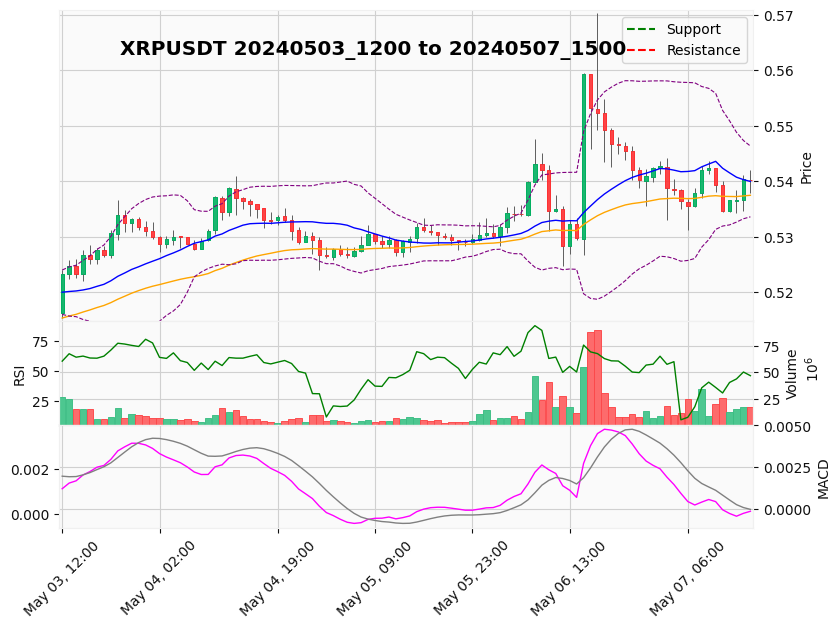 XRPUSDT 20240503_1200 to 20240507_1500
Support
Resistance
0.57
0.56
0.55
0.54
0.53
0.52
Price
75
50
25
RSI
75
50
25
Volume
10^6
0.002
0.000
0.0050
0.0025
0.0000
MACD
May 03, 12:00
May 04, 02:00
May 04, 19:00
May 05, 09:00
May 05, 23:00
May 06, 13:00
May 07, 06:00